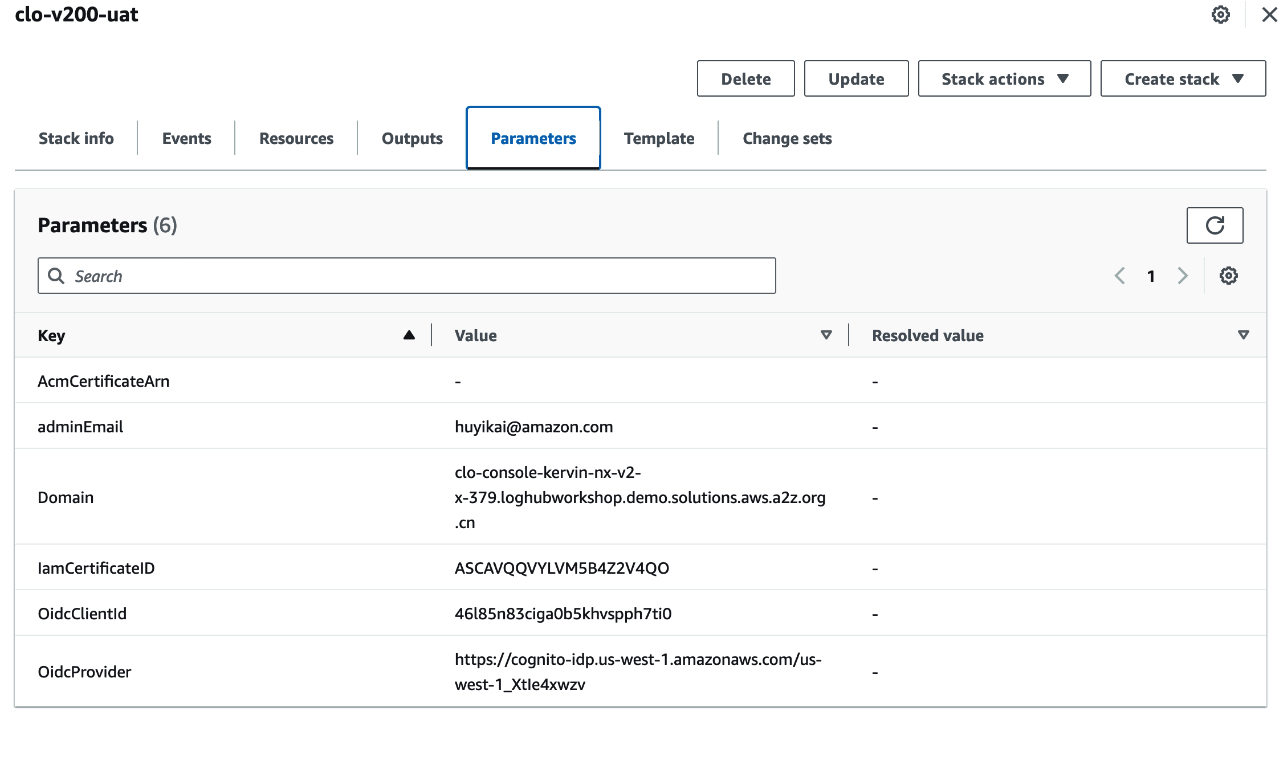 clo-v200-uat
Delete
Update
Stack actions
Create stack
Stack info
Events
Resources
Outputs
Parameters
Template
Change sets
Parameters (6)
Search
1
Key
Value
Resolved value
AcmCertificateArn
-
-
adminEmail
huyikai@amazon.com
-
Domain
clo-console-kervin-nx-v2-
x-379.loghubworkshop.demo.solutions.aws.a2z.org
.cn
-
IamCertificateID
ASCAVQQVYLVM5B4Z2V4QO
-
OidcClientId
46l85n83ciga0b5khvspph7ti0
-
OidcProvider
https://cognito-idp.us-west-1.amazonaws.com/us-
west-1_XtIe4xwzv
-